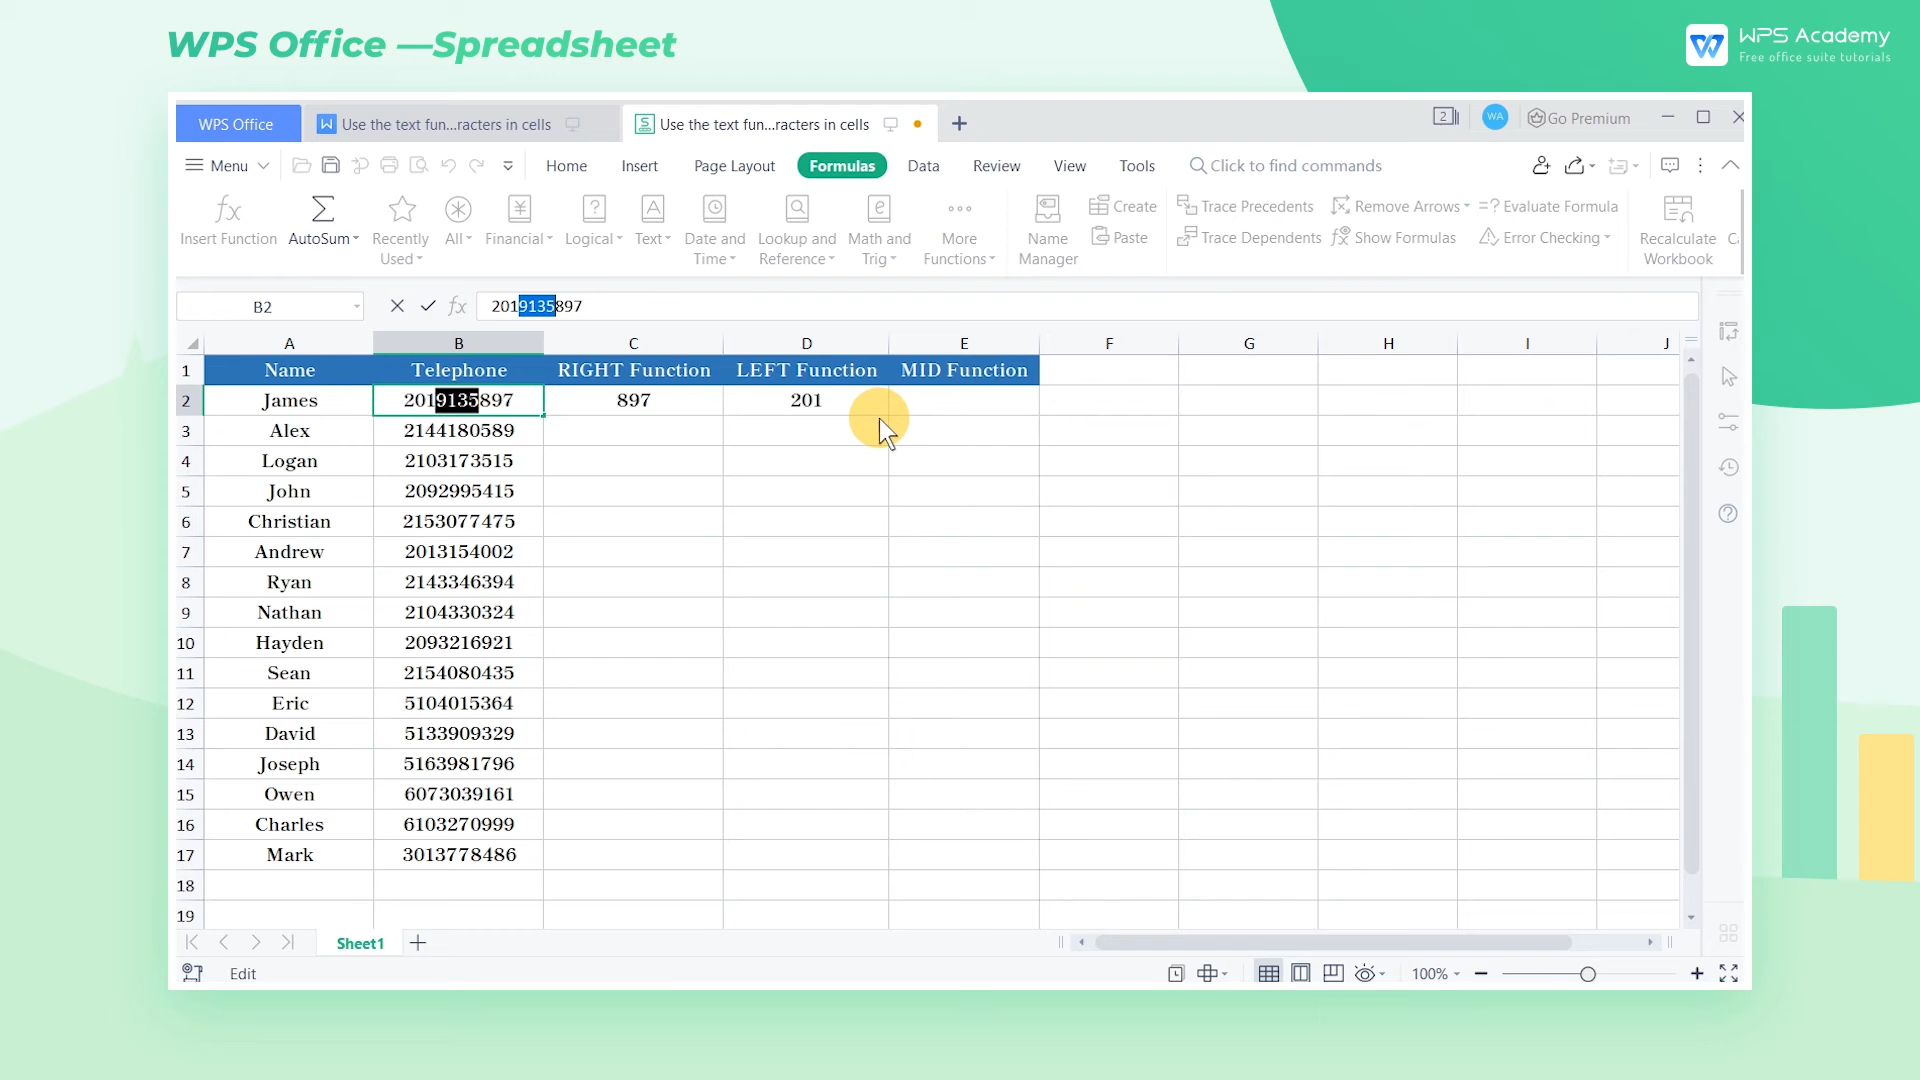 WPS Office —Spreadsheet
WPS Academy
Free office suite tutorials
WPS Office
W Use the text fun...racters in cells
S Use the text fun...racters in cells
2
WA
Go Premium
Menu
Home Insert Page Layout Formulas Data Review View Tools Click to find commands
Insert Function
AutoSum
Recently Used
All
Financial
Logical
Text
Date and Time
Lookup and Reference
Math and Trig
More Functions
Name Manager
Create
Paste
Trace Precedents
Trace Dependents
Remove Arrows
Show Formulas
=? Evaluate Formula
Error Checking
Recalculate Workbook
B2 fx 2019135897
A B C D E F G H I J
1 Name Telephone RIGHT Function LEFT Function MID Function
2 James 2019135897 897 201
3 Alex 2144180589
4 Logan 2103173515
5 John 2092995415
6 Christian 2153077475
7 Andrew 2013154002
8 Ryan 2143346394
9 Nathan 2104330324
10 Hayden 2093216921
11 Sean 2154080435
12 Eric 5104015364
13 David 5133909329
14 Joseph 5163981796
15 Owen 6073039161
16 Charles 6103270999
17 Mark 3013778486
18
19
Sheet1
Edit
100%